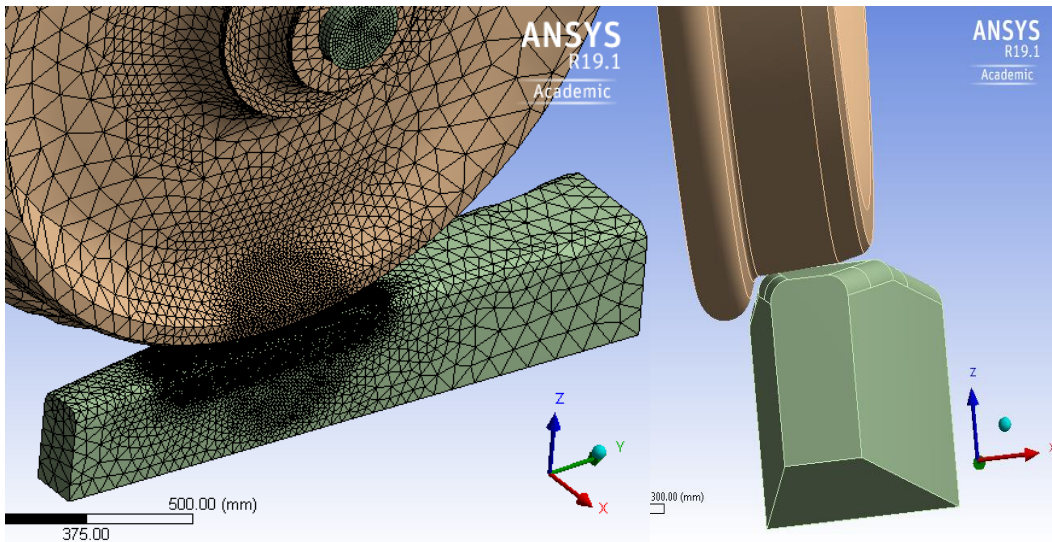 ANSYS
R19.1
Academic
Z
Y
X
500.00 (mm)
375.00
ANSYS
R19.1
Academic
Z
X
300.00 (mm)